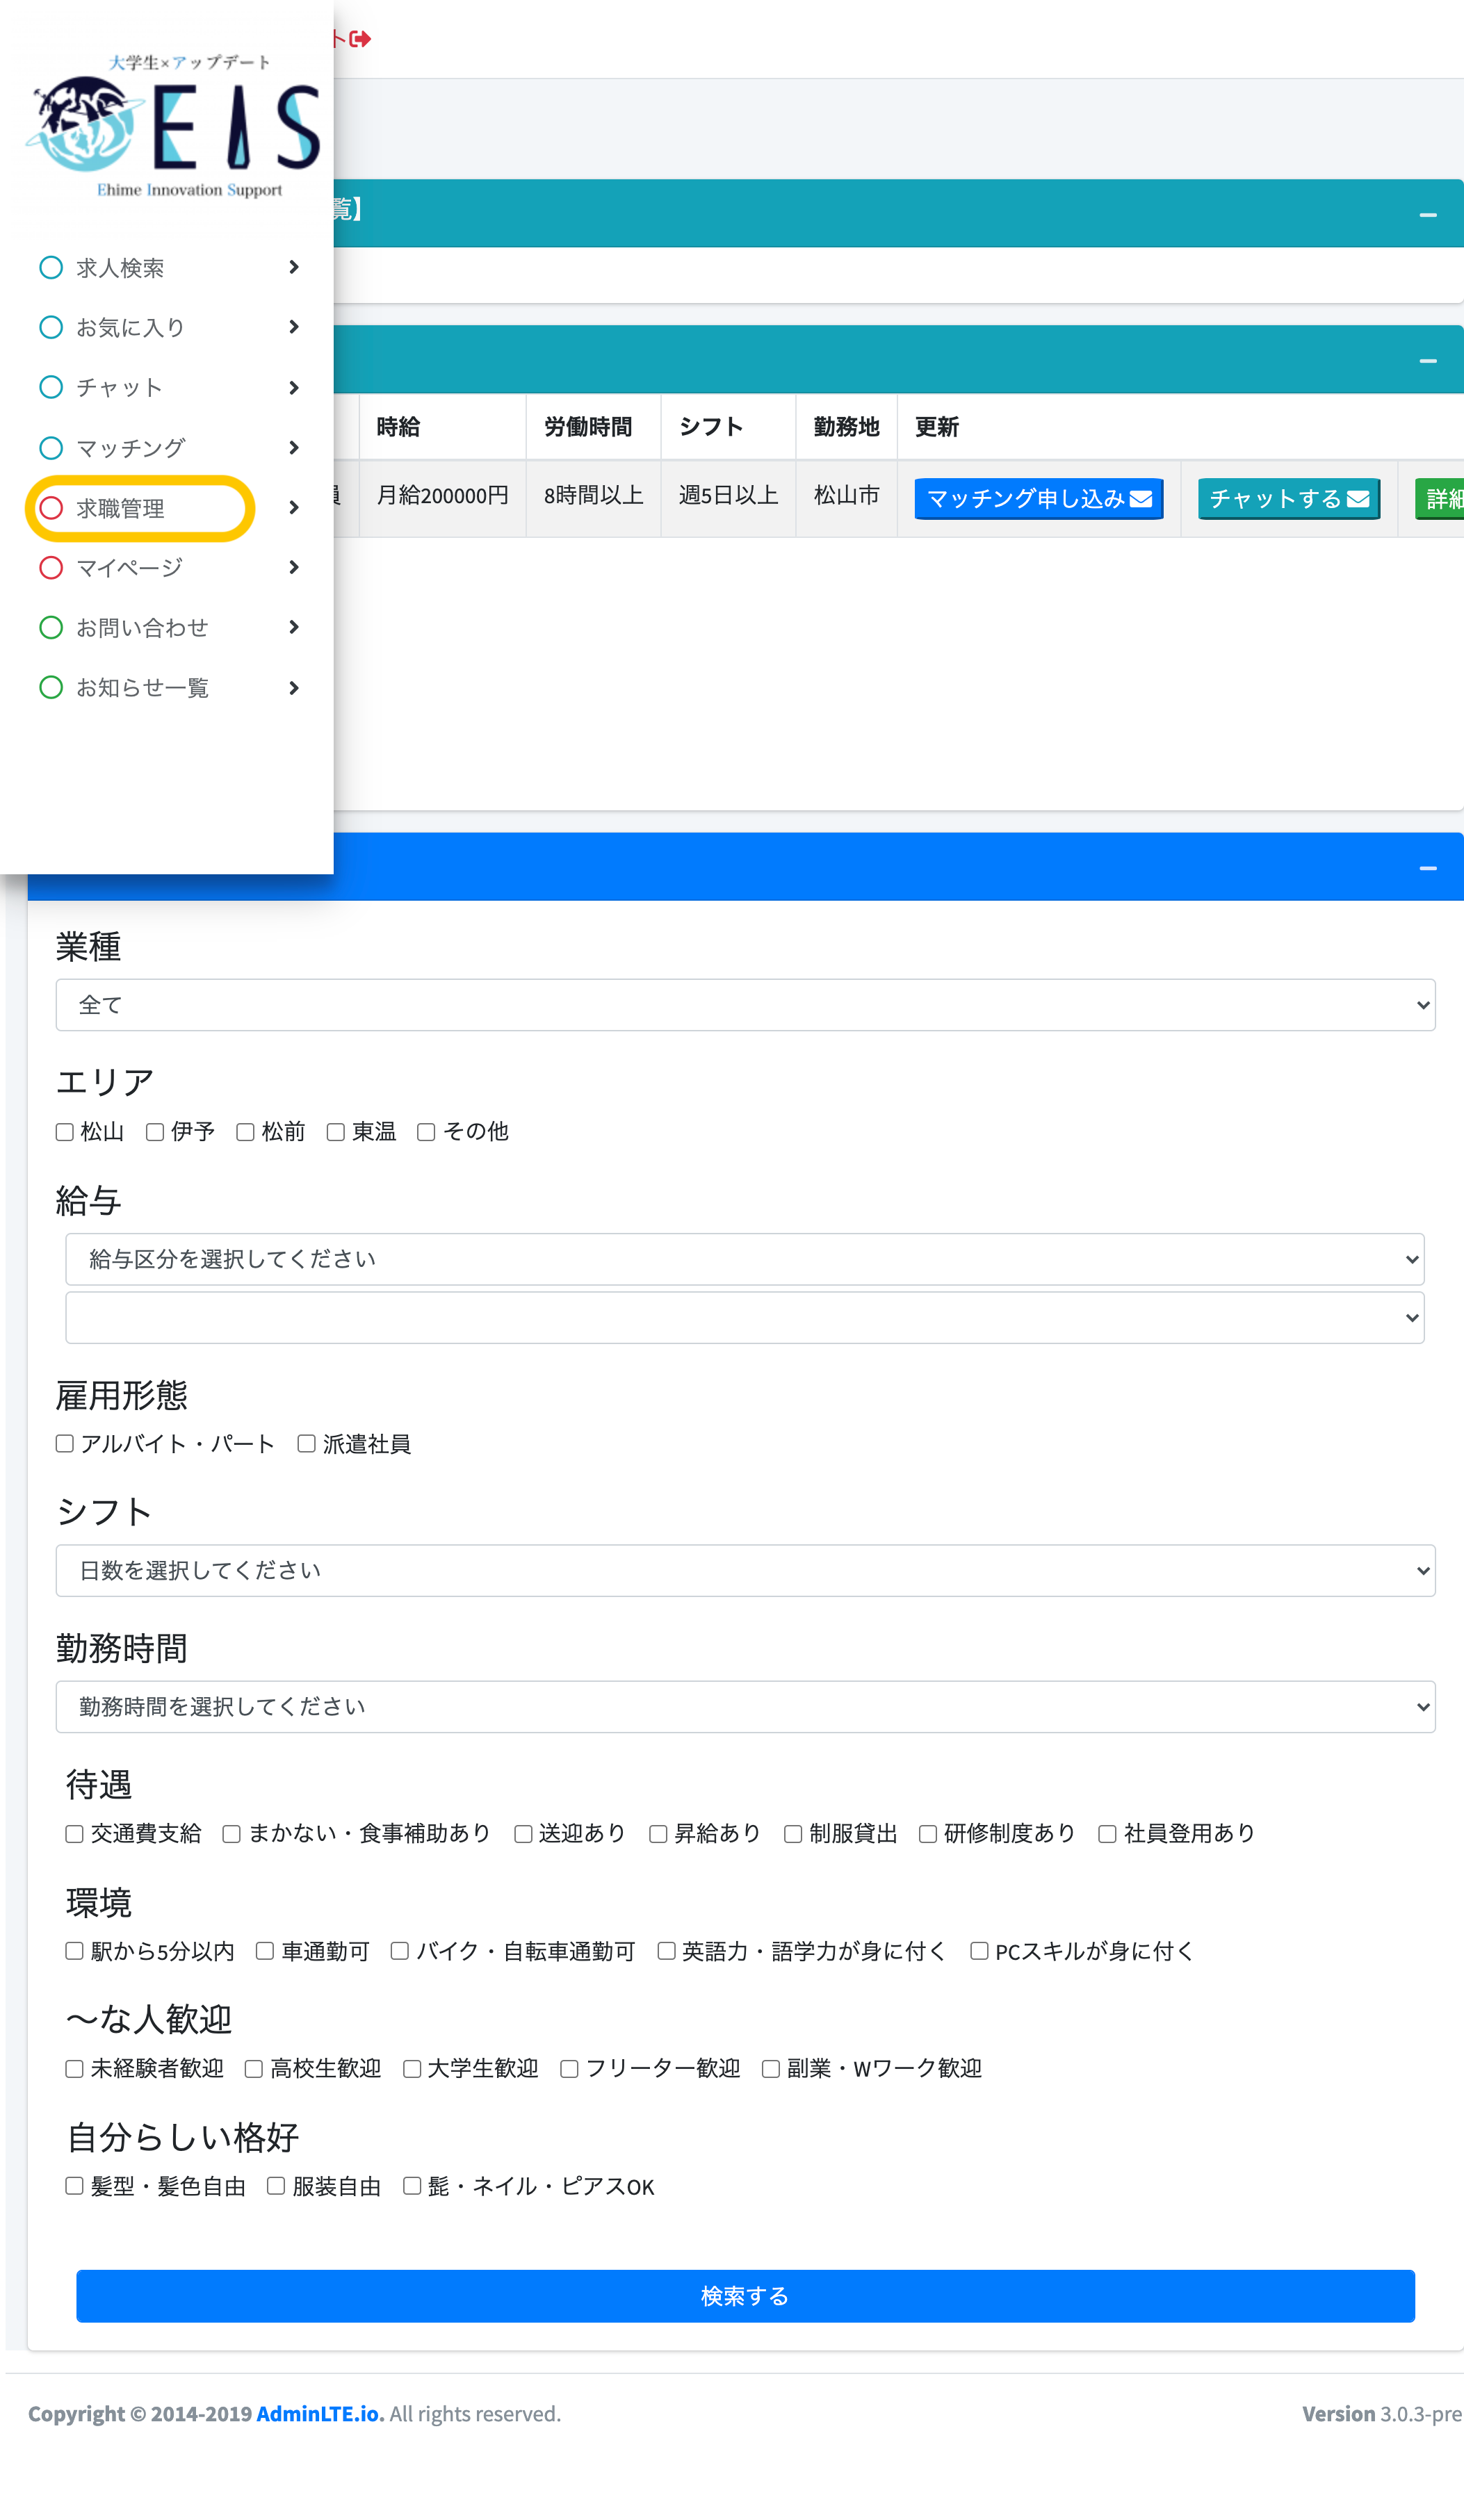 ト
大学生×アップデート
EIS
Ehime Innovation Support
覧】
求人検索
お気に入り
チャット
マッチング
求職管理
マイページ
お問い合わせ
お知らせ一覧
時給 労働時間 シフト 勤務地 更新
員 月給200000円 8時間以上 週5日以上 松山市 マッチング申し込み チャットする 詳細
業種
全て
エリア
松山 伊予 松前 東温 その他
給与
給与区分を選択してください
雇用形態
アルバイト・パート 派遣社員
シフト
日数を選択してください
勤務時間
勤務時間を選択してください
待遇
交通費支給 まかない・食事補助あり 送迎あり 昇給あり 制服貸出 研修制度あり 社員登用あり
環境
駅から5分以内 車通勤可 バイク・自転車通勤可 英語力・語学力が身に付く PCスキルが身に付く
〜な人歓迎
未経験者歓迎 高校生歓迎 大学生歓迎 フリーター歓迎 副業・Wワーク歓迎
自分らしい格好
髪型・髪色自由 服装自由 髭・ネイル・ピアスOK
検索する
Copyright © 2014-2019 AdminLTE.io. All rights reserved. Version 3.0.3-pre